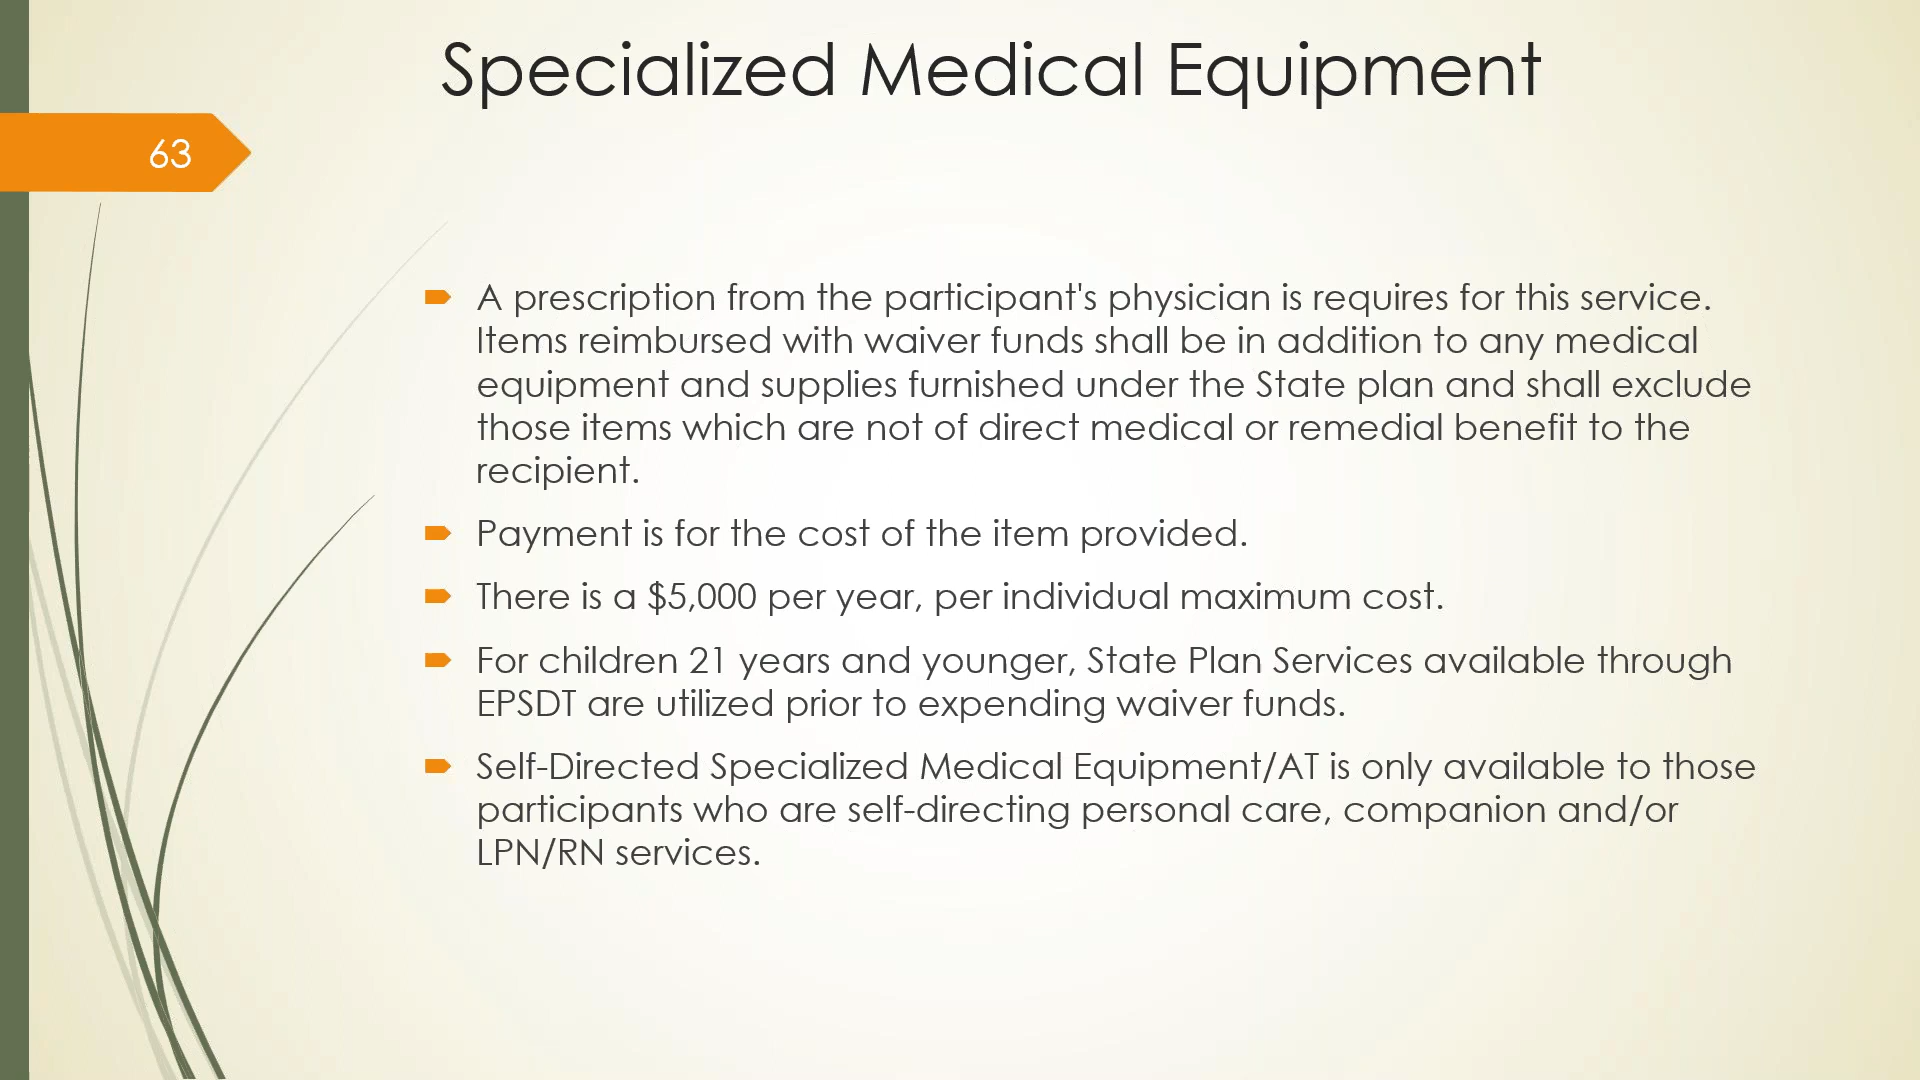 Specialized Medical Equipment
63
A prescription from the participant's physician is requires for this service.
Items reimbursed with waiver funds shall be in addition to any medical
equipment and supplies furnished under the State plan and shall exclude
those items which are not of direct medical or remedial benefit to the
recipient.
Payment is for the cost of the item provided.
There is a $5,000 per year, per individual maximum cost.
For children 21 years and younger, State Plan Services available through
EPSDT are utilized prior to expending waiver funds.
Self-Directed Specialized Medical Equipment/AT is only available to those
participants who are self-directing personal care, companion and/or
LPN/RN services.